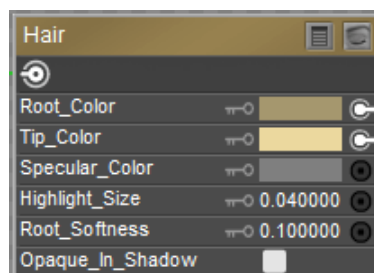 Hair
Root_Color
Tip_Color
Specular_Color
Highlight_Size 0.040000
Root_Softness 0.100000
Opaque_In_Shadow